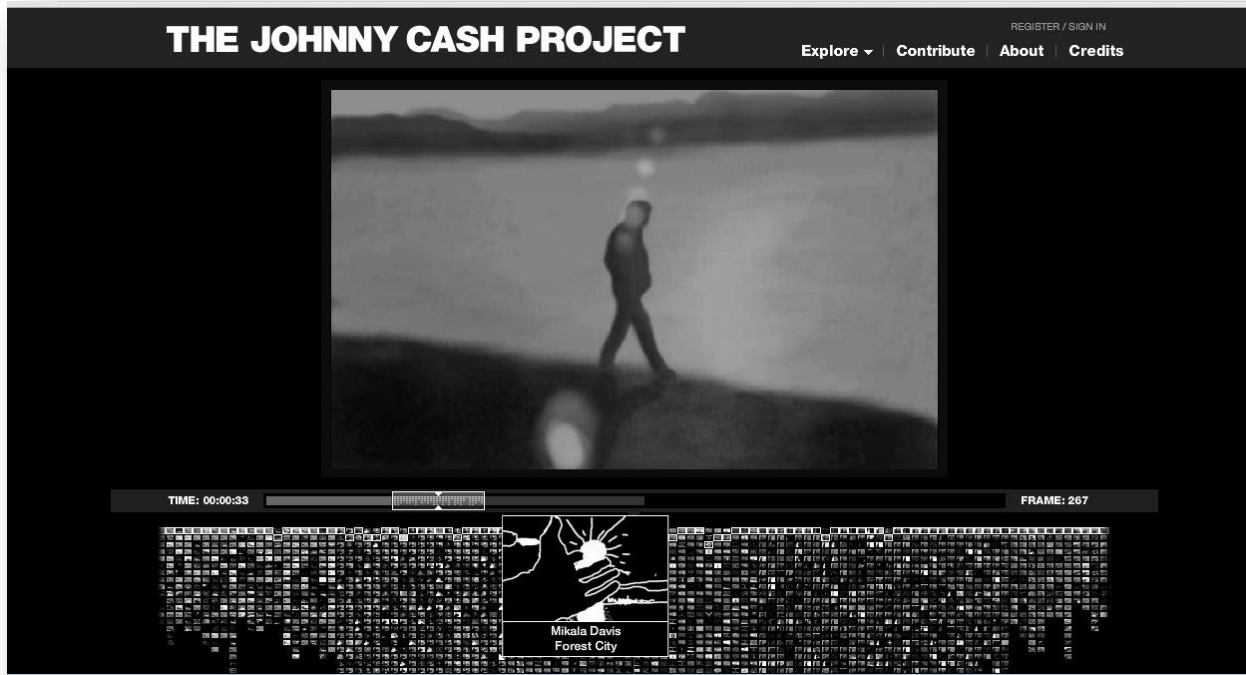 THE JOHNNY CASH PROJECT
REGISTER / SIGN IN
Explore
Contribute
About
Credits
TIME: 00:00:33
FRAME: 267
Mikala Davis
Forest City